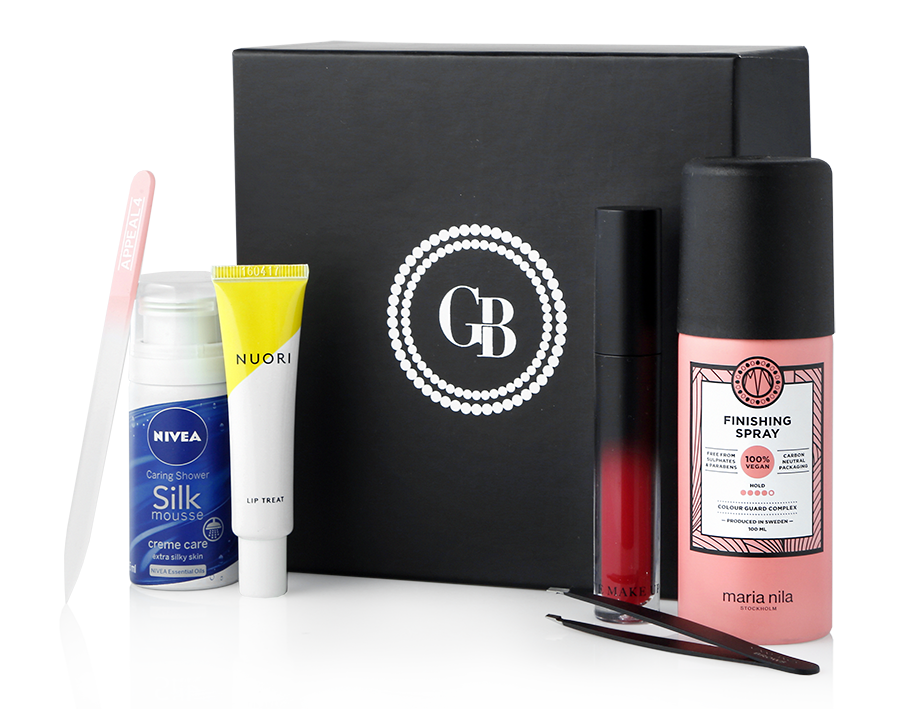 APPEAL4
NIVEA
Caring Shower
Silk
mousse
creme care
extra silky skin
NIVEA Essential Oils
160417
NUORI
LIP TREAT
GB
MAKE
FINISHING
SPRAY
FREE FROM
SULPHATES
& PARABENS
100%
VEGAN
CARBON
NEUTRAL
PACKAGING
HOLD
COLOUR GUARD COMPLEX
— PRODUCED IN SWEDEN —
100 ML
maria nila
STOCKHOLM